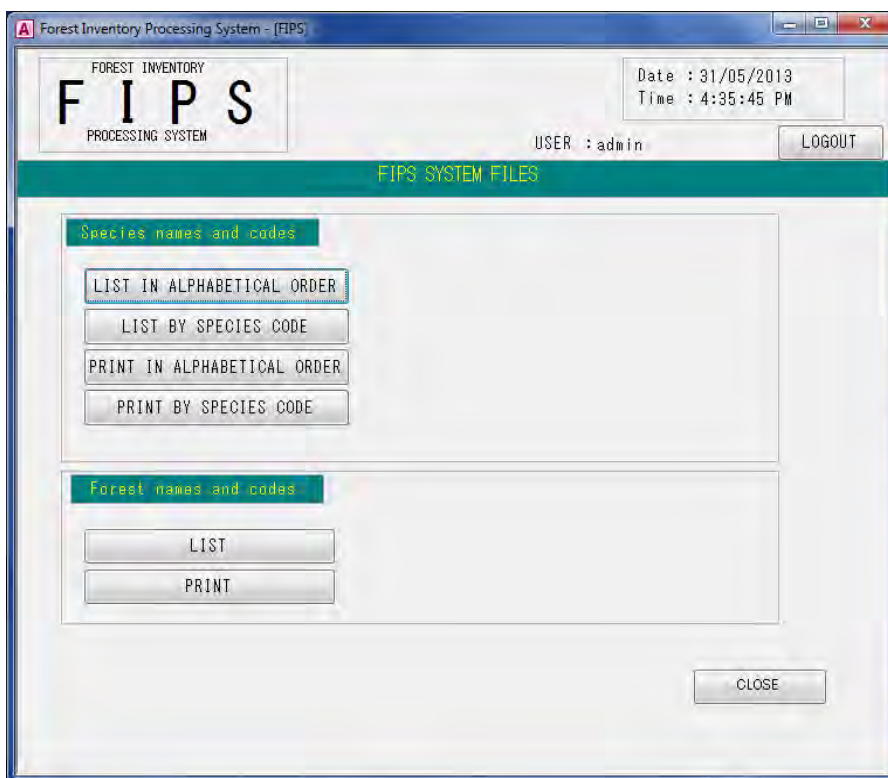 Forest Inventory Processing System - [FIPS]
FOREST INVENTORY
F I P S
PROCESSING SYSTEM
Date : 31/05/2013
Time : 4:35:45 PM
USER : admin
LOGOUT
FIPS SYSTEM FILES
Species names and codes
LIST IN ALPHABETICAL ORDER
LIST BY SPECIES CODE
PRINT IN ALPHABETICAL ORDER
PRINT BY SPECIES CODE
Forest names and codes
LIST
PRINT
CLOSE